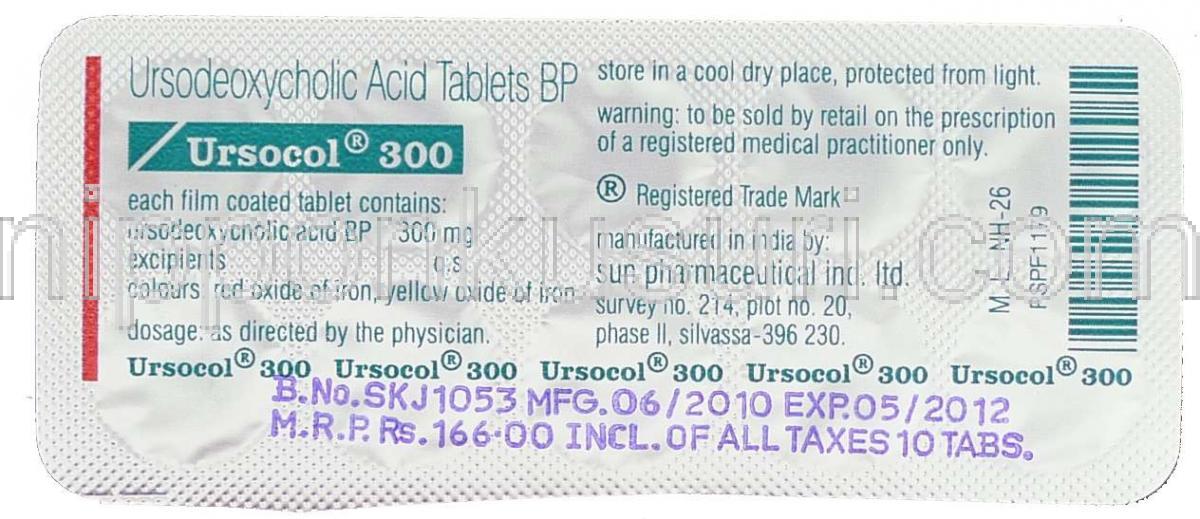 Ursodeoxycholic Acid Tablets BP
Ursocol® 300
each film coated tablet contains:
ursodeoxycholic acid BP 300 mg
excipients q.s
colours: red oxide of iron, yellow oxide of iron
dosage: as directed by the physician.
store in a cool dry place, protected from light.
warning: to be sold by retail on the prescription
of a registered medical practitioner only.
® Registered Trade Mark
manufactured in india by:
sun pharmaceutical ind. ltd.
survey no. 214, plot no. 20,
phase II, silvassa-396 230.
M. L. NH-26
PSPF1119
Ursocol® 300 Ursocol® 300 Ursocol® 300 Ursocol® 300 Ursocol® 300
B.No.SKJ1053 MFG.06/2010 EXP.05/2012
M.R.P. Rs.166.00 INCL.OF ALL TAXES 10 TABS.
nipponkusuri.com